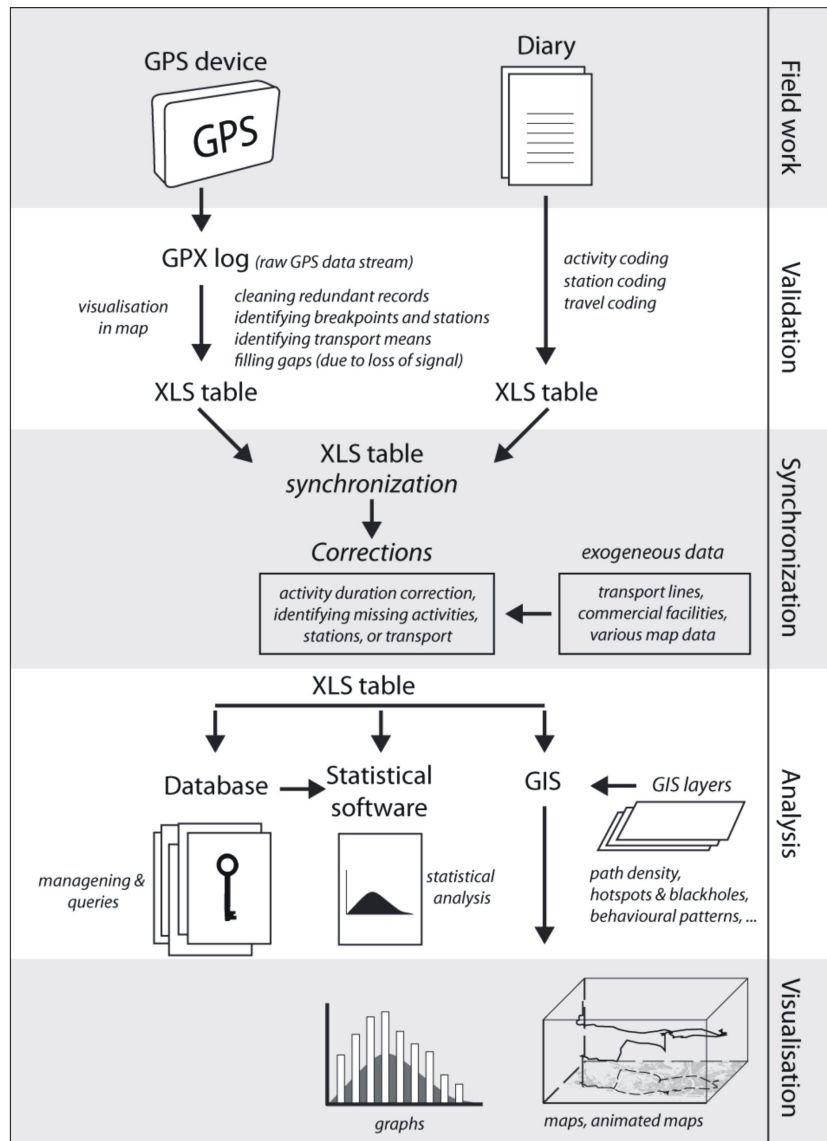 GPS device
GPS
Diary
Field work
GPX log (raw GPS data stream)
visualisation
in map
cleaning redundant records
identifying breakpoints and stations
identifying transport means
filling gaps (due to loss of signal)
activity coding
station coding
travel coding
XLS table
XLS table
Validation
XLS table
synchronization
Corrections
activity duration correction,
identifying missing activities,
stations, or transport
exogeneous data
transport lines,
commercial facilities,
various map data
Synchronization
XLS table
Database
managening &
queries
Statistical
software
statistical
analysis
GIS
GIS layers
path density,
hotspots & blackholes,
behavioural patterns, ...
Analysis
graphs
maps, animated maps
Visualisation